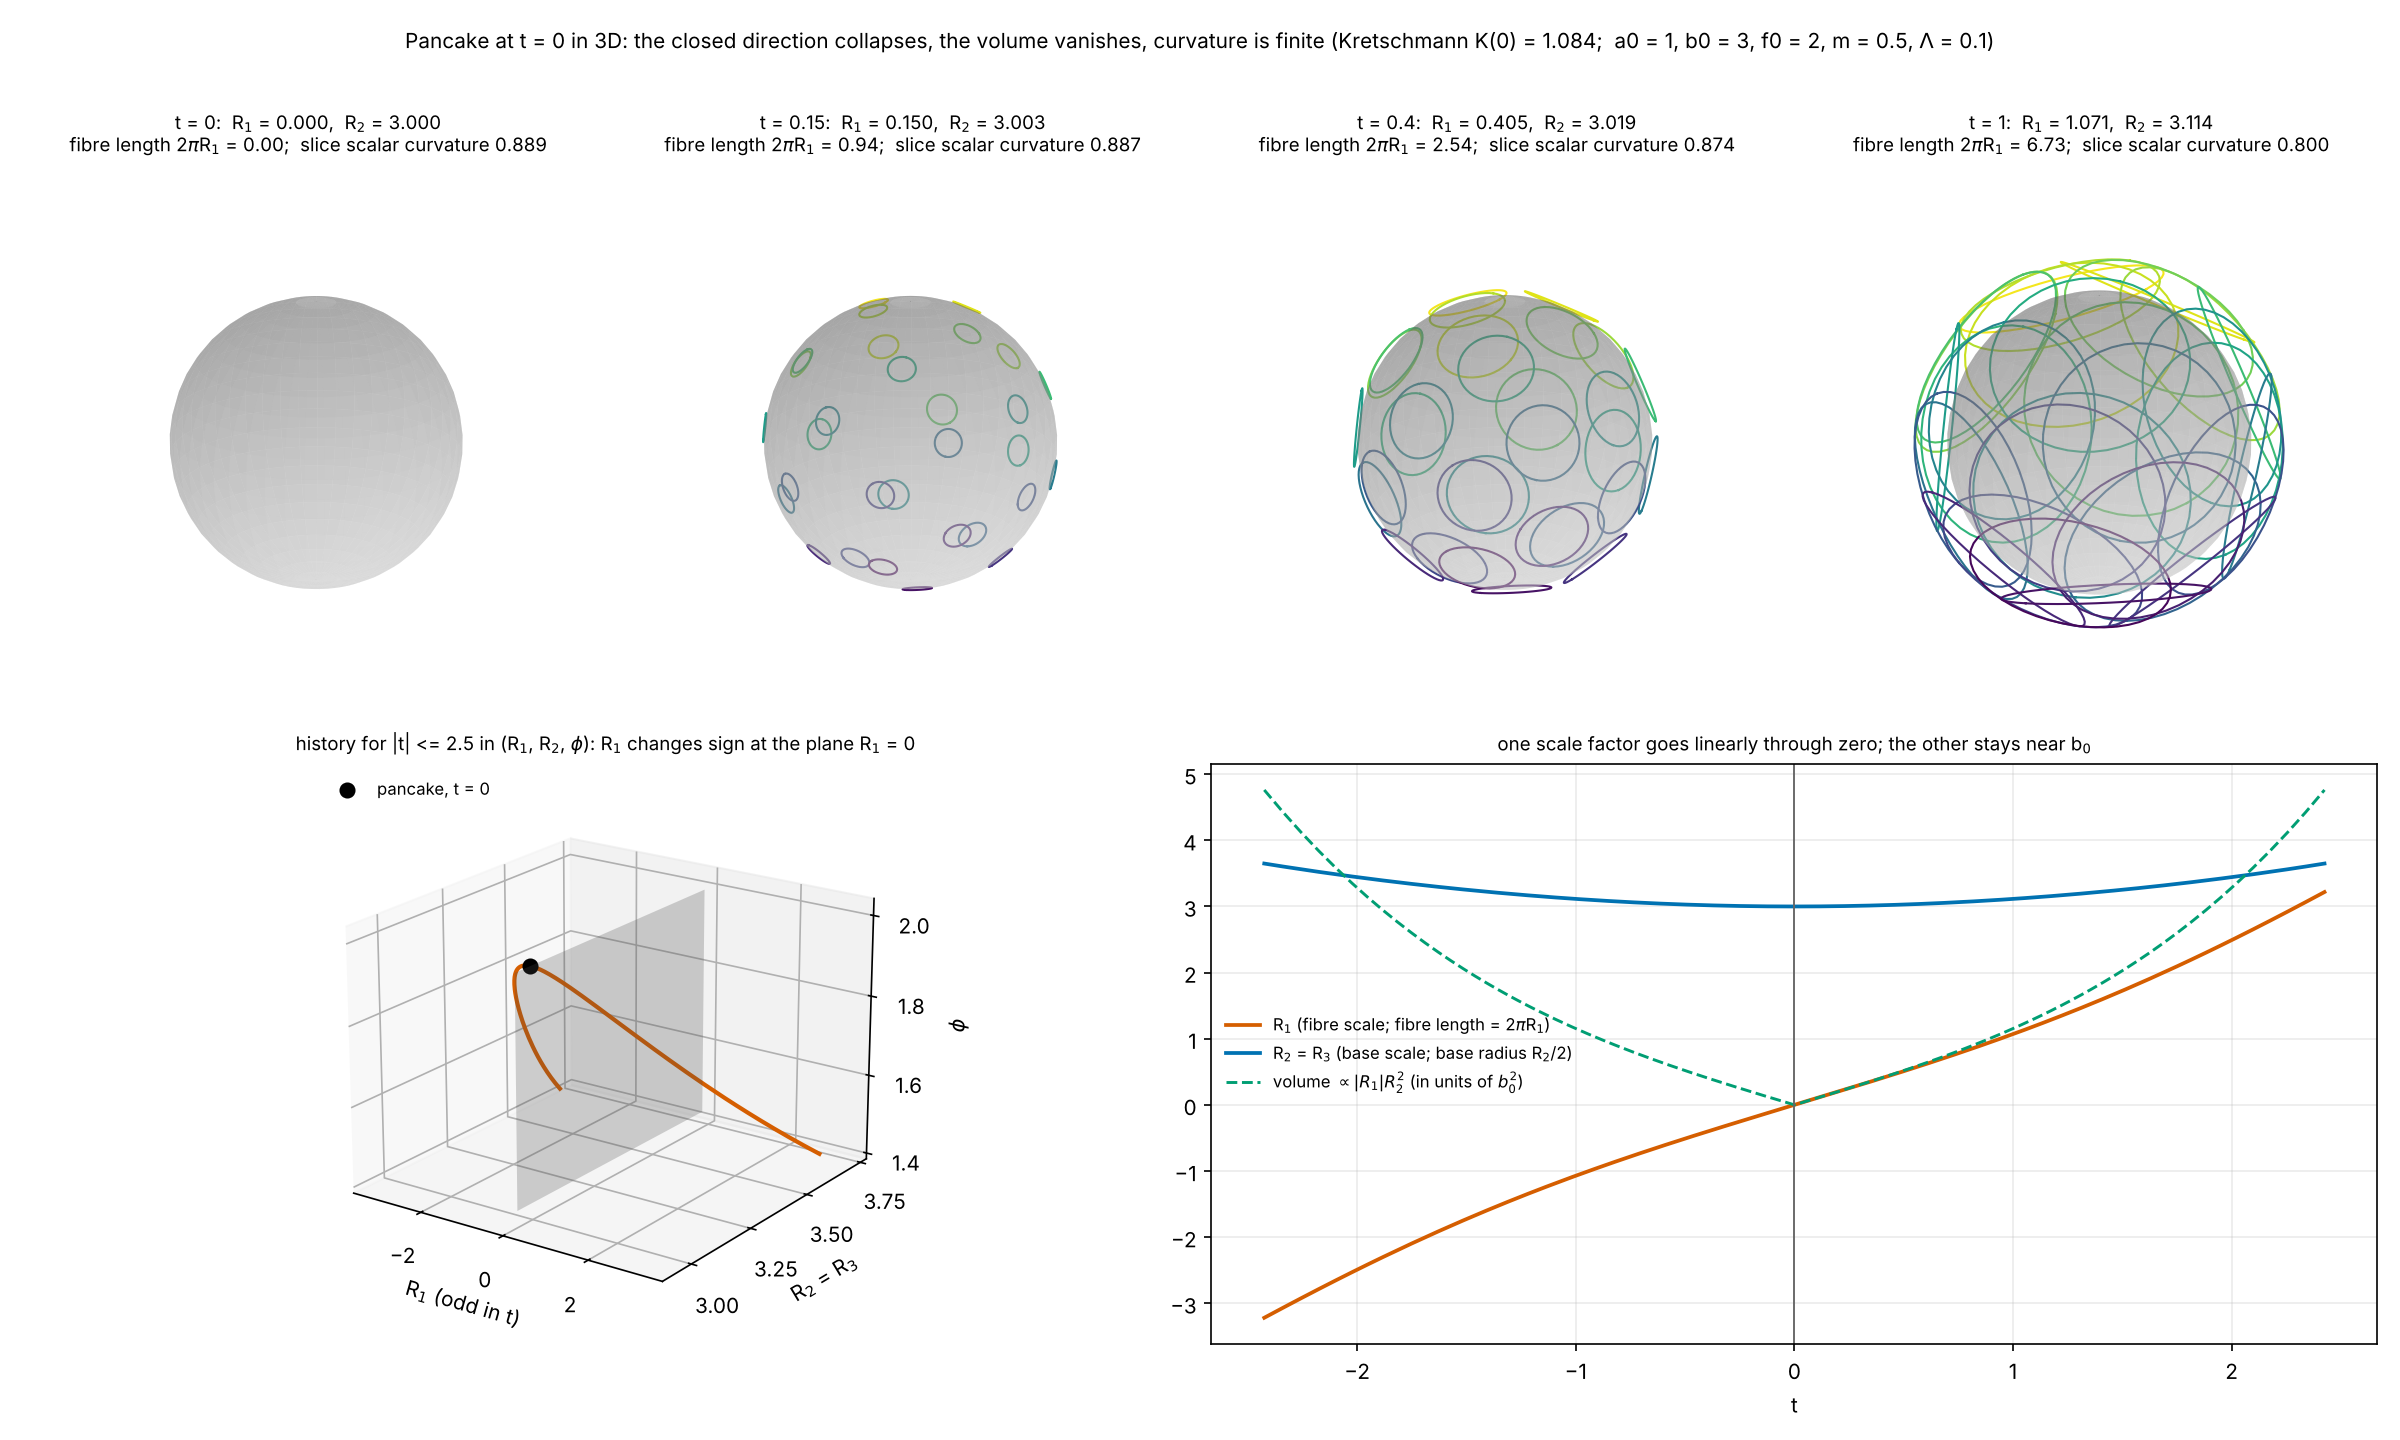 Pancake at t = 0 in 3D: the closed direction collapses, the volume vanishes, curvature is finite (Kretschmann K(0) = 1.084;  a0 = 1, b0 = 3, f0 = 2, m = 0.5, Λ = 0.1)
t = 0:  R₁ = 0.000,  R₂ = 3.000
fibre length 2πR₁ = 0.00;  slice scalar curvature 0.889
t = 0.15:  R₁ = 0.150,  R₂ = 3.003
fibre length 2πR₁ = 0.94;  slice scalar curvature 0.887
t = 0.4:  R₁ = 0.405,  R₂ = 3.019
fibre length 2πR₁ = 2.54;  slice scalar curvature 0.874
t = 1:  R₁ = 1.071,  R₂ = 3.114
fibre length 2πR₁ = 6.73;  slice scalar curvature 0.800
history for |t| <= 2.5 in (R₁, R₂, ϕ): R₁ changes sign at the plane R₁ = 0
pancake, t = 0
2.0
1.8
1.6
1.4
ϕ
3.75
3.50
3.25
3.00
R₂ = R₃
−2
0
2
R₁ (odd in t)
one scale factor goes linearly through zero; the other stays near b₀
5
4
3
2
1
0
−1
−2
−3
R₁ (fibre scale; fibre length = 2πR₁)
R₂ = R₃ (base scale; base radius R₂/2)
volume ∝ |R₁|R₂² (in units of b₀²)
−2
−1
0
1
2
t